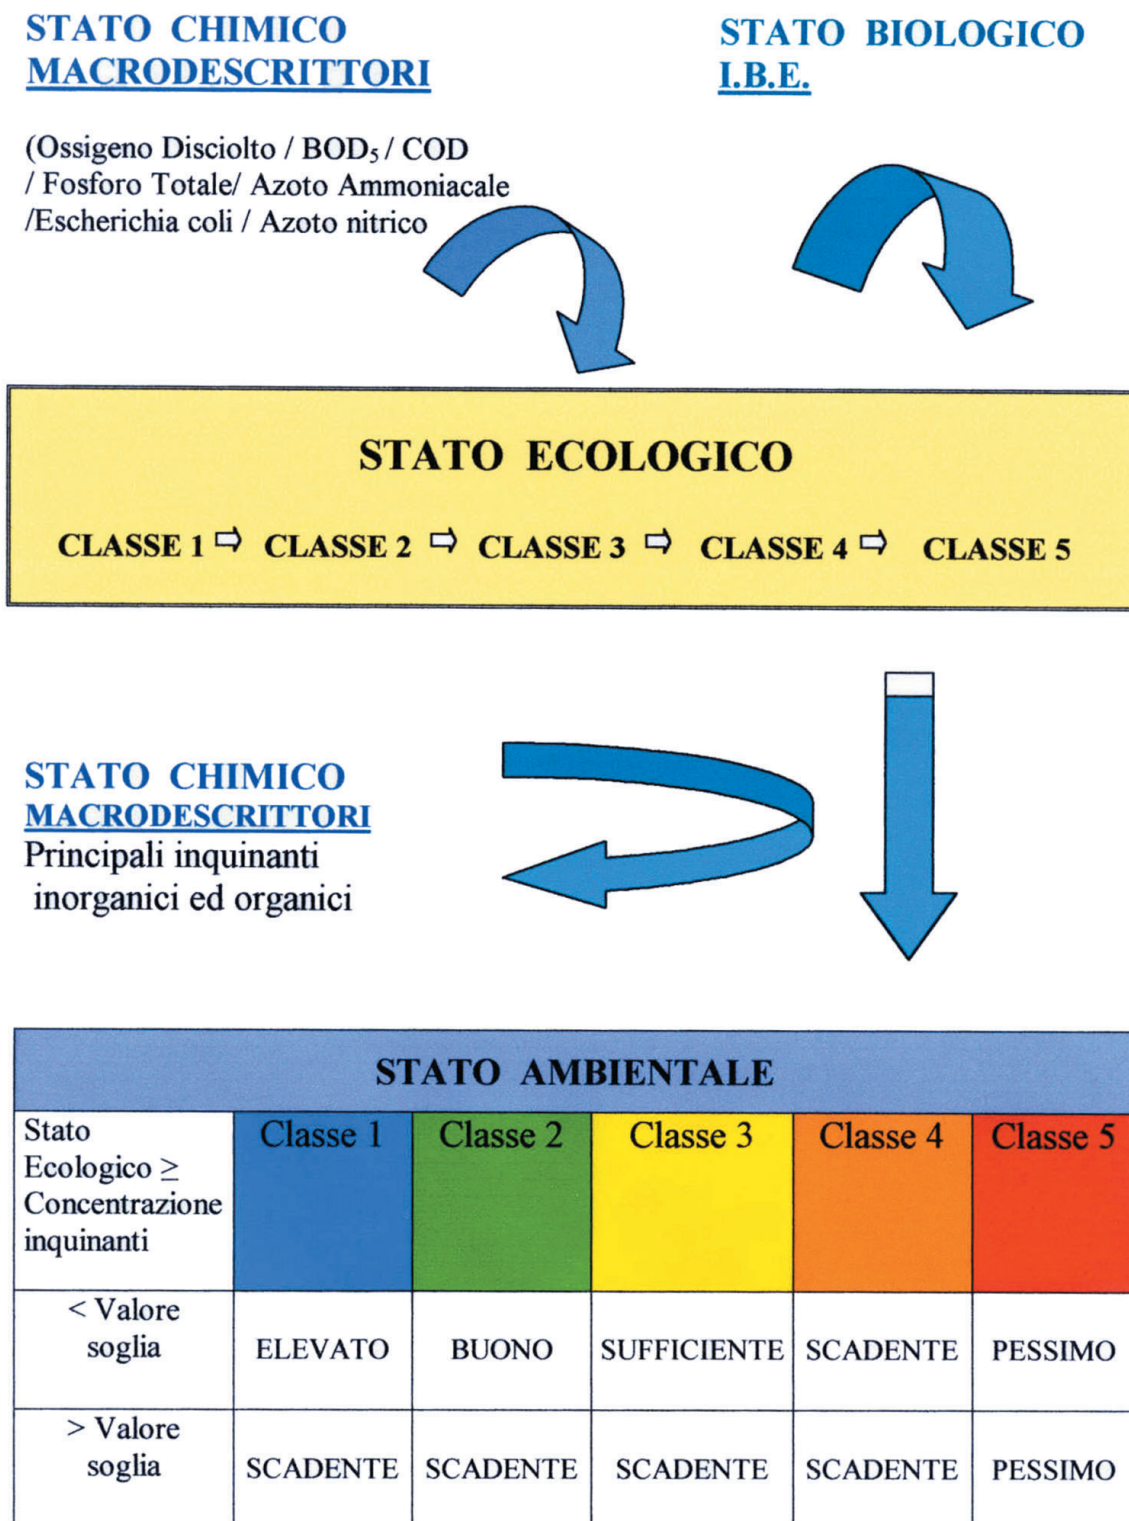 STATO CHIMICO
MACRODESCRITTORI
(Ossigeno Disciolto / BOD₅ / COD
/ Fosforo Totale/ Azoto Ammoniacale
/Escherichia coli / Azoto nitrico
STATO BIOLOGICO
I.B.E.
STATO ECOLOGICO
CLASSE 1 CLASSE 2 CLASSE 3 CLASSE 4 CLASSE 5
STATO CHIMICO
MACRODESCRITTORI
Principali inquinanti
inorganici ed organici
STATO AMBIENTALE
Stato
Ecologico ≥
Concentrazione
inquinanti
Classe 1 Classe 2 Classe 3 Classe 4 Classe 5
< Valore
soglia
ELEVATO BUONO SUFFICIENTE SCADENTE PESSIMO
> Valore
soglia
SCADENTE SCADENTE SCADENTE SCADENTE PESSIMO